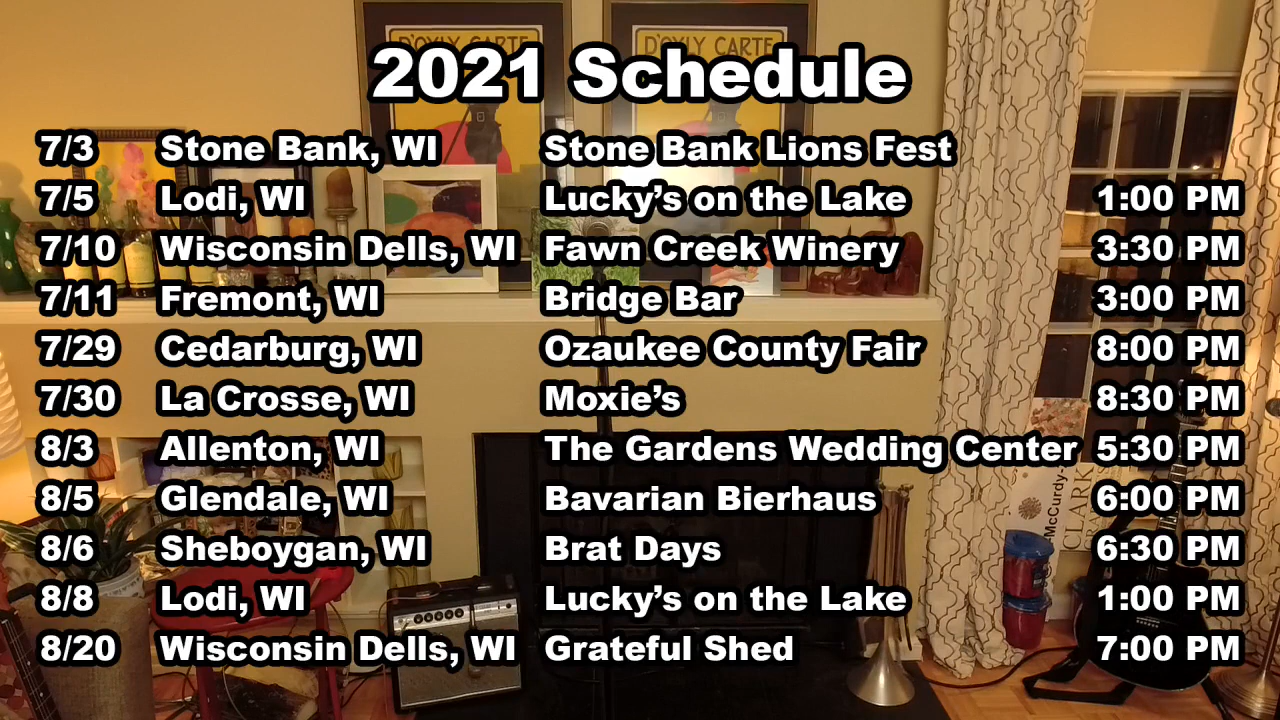 D'OYLY CARTE D'OYLY CARTE
2021 Schedule
7/3 Stone Bank, WI Stone Bank Lions Fest
7/5 Lodi, WI Lucky’s on the Lake 1:00 PM
7/10 Wisconsin Dells, WI Fawn Creek Winery 3:30 PM
7/11 Fremont, WI Bridge Bar 3:00 PM
7/29 Cedarburg, WI Ozaukee County Fair 8:00 PM
7/30 La Crosse, WI Moxie’s 8:30 PM
8/3 Allenton, WI The Gardens Wedding Center 5:30 PM
8/5 Glendale, WI Bavarian Bierhaus 6:00 PM
8/6 Sheboygan, WI Brat Days 6:30 PM
8/8 Lodi, WI Lucky’s on the Lake 1:00 PM
8/20 Wisconsin Dells, WI Grateful Shed 7:00 PM
McCurdy-
CLARK